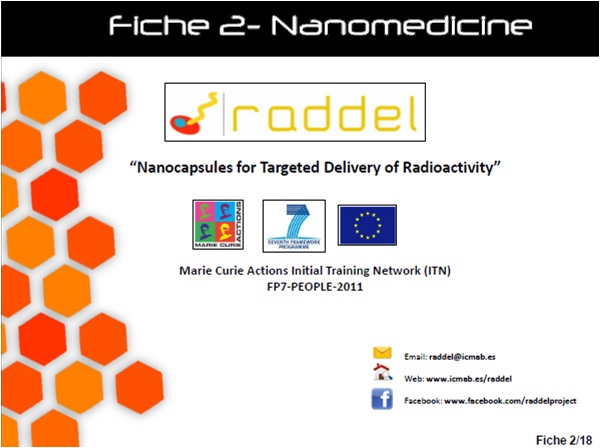 Fiche 2- Nanomedicine
raddel
“Nanocapsules for Targeted Delivery of Radioactivity”
MARIE CURIE ACTIONS
7
SEVENTH FRAMEWORK
PROGRAMME
Marie Curie Actions Initial Training Network (ITN)
FP7-PEOPLE-2011
Email: raddel@icmab.es
Web: www.icmab.es/raddel
Facebook: www.facebook.com/raddelproject
Fiche 2/18